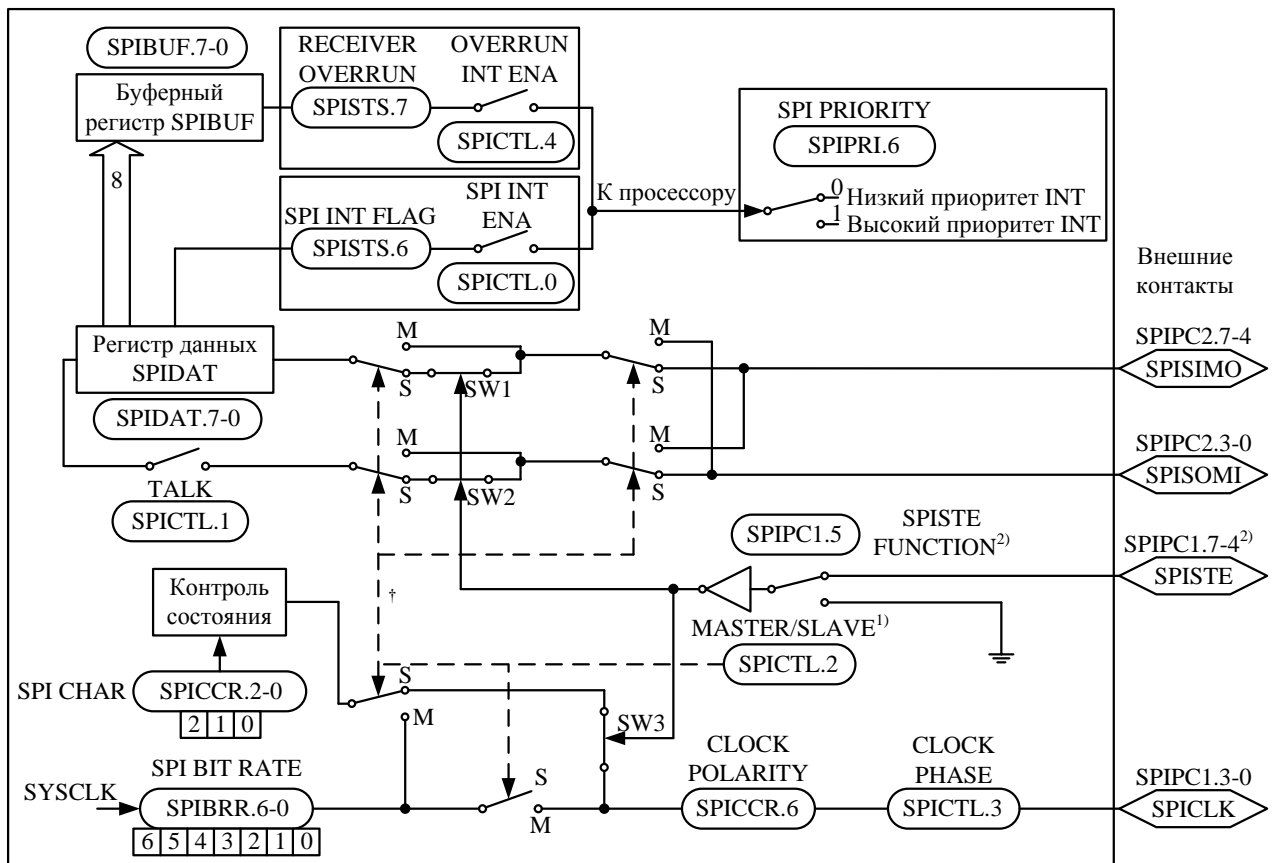 SPIBUF.7-0
Буферный
регистр SPIBUF
8
RECEIVER
OVERRUN
SPISTS.7
OVERRUN
INT ENA
SPICTL.4
SPI INT FLAG
SPISTS.6
SPI INT
ENA
SPICTL.0
К процессору
SPI PRIORITY
SPIPRI.6
0 Низкий приоритет INT
1 Высокий приоритет INT
Внешние
контакты
Регистр данных
SPIDAT
SPIDAT.7-0
TALK
SPICTL.1
M
S
SW1
M
S
SPIPC2.7-4
SPISIMO
M
S
SW2
M
S
SPIPC2.3-0
SPISOMI
SPIPC1.5
SPISTE
FUNCTION2)
SPIPC1.7-42)
SPISTE
Контроль
состояния
†
MASTER/SLAVE1)
SPICTL.2
SPI CHAR
SPICCR.2-0
2 1 0
S
M
SW3
SPI BIT RATE
SYSCLK
SPIBRR.6-0
6 5 4 3 2 1 0
S
M
CLOCK
POLARITY
SPICCR.6
CLOCK
PHASE
SPICTL.3
SPIPC1.3-0
SPICLK